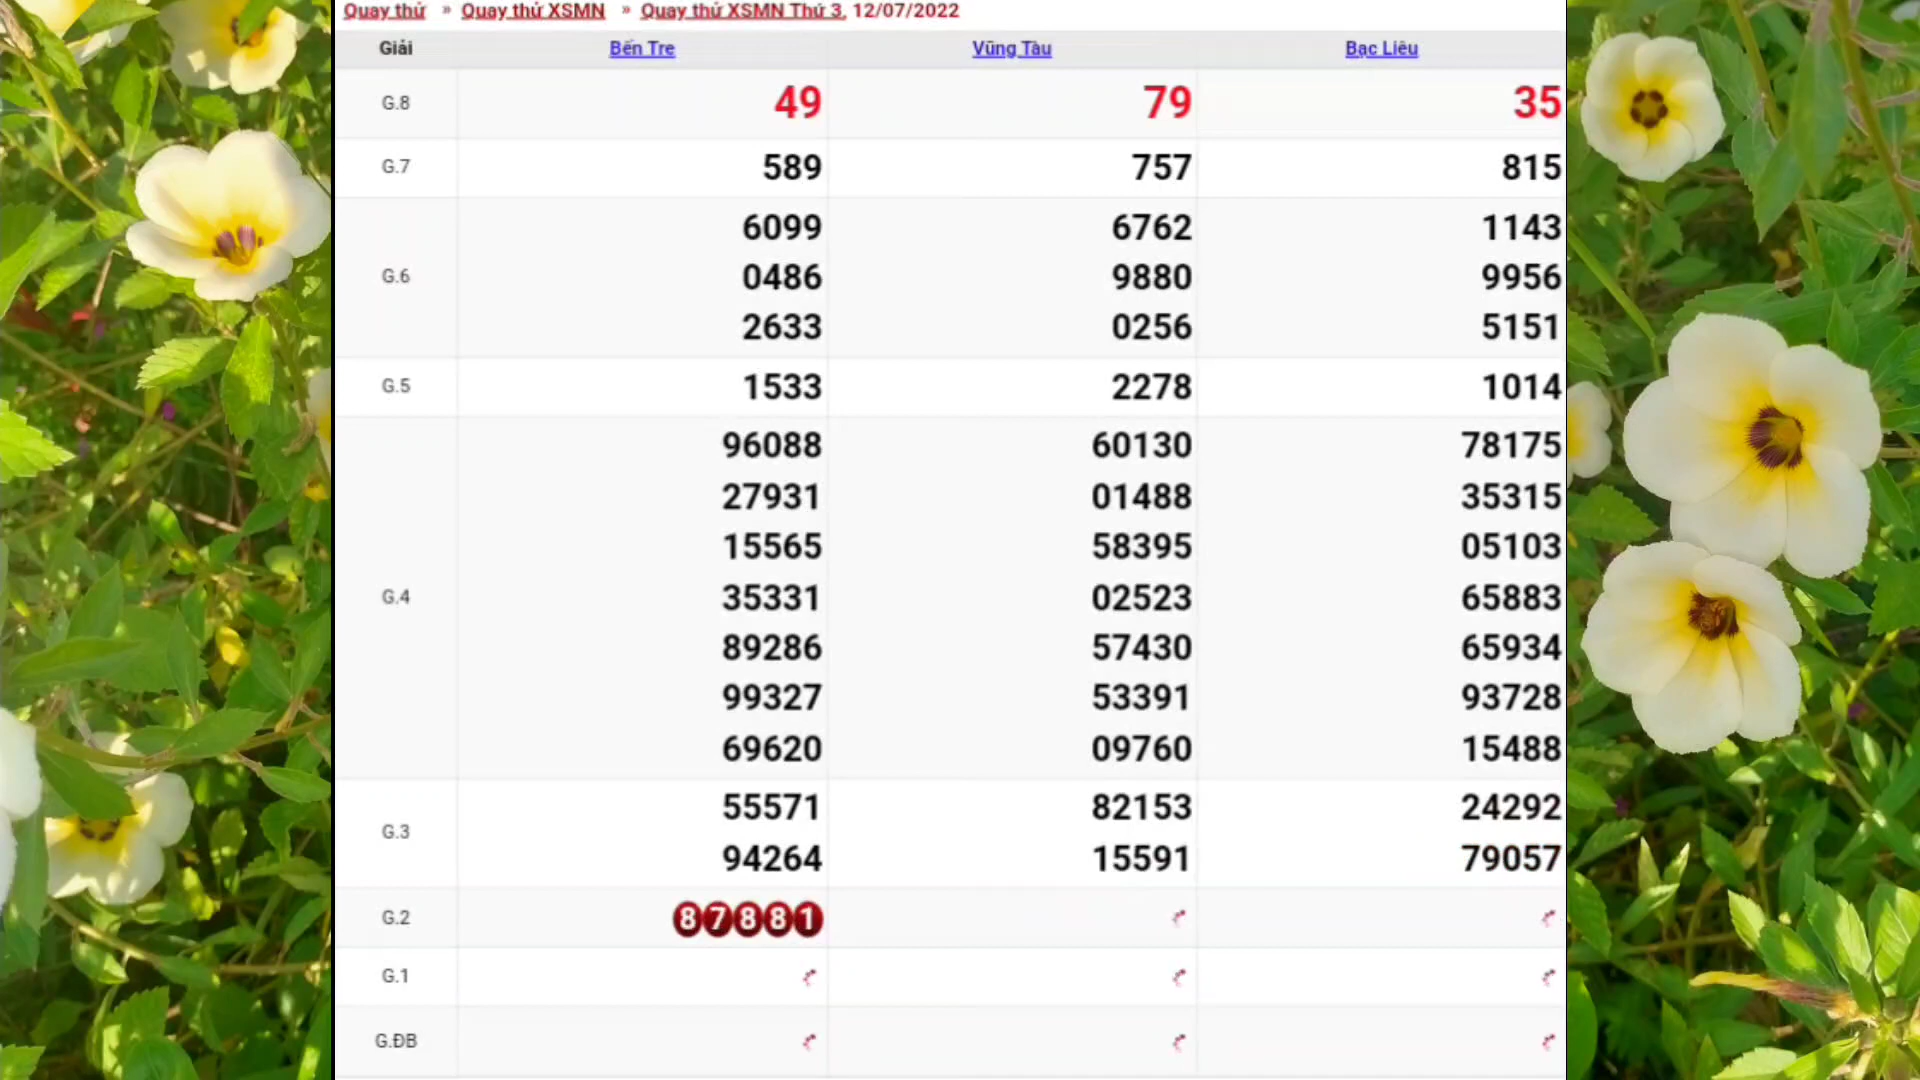 Quay thử » Quay thử XSMN » Quay thử XSMN Thứ 3, 12/07/2022
Giải Bến Tre Vũng Tàu Bạc Liêu
G.8 49 79 35
G.7 589 757 815
6099 6762 1143
G.6 0486 9880 9956
2633 0256 5151
G.5 1533 2278 1014
96088 60130 78175
27931 01488 35315
15565 58395 05103
G.4 35331 02523 65883
89286 57430 65934
99327 53391 93728
69620 09760 15488
G.3
55571 82153 24292
94264 15591 79057
G.2 87881
G.1
G.ĐB